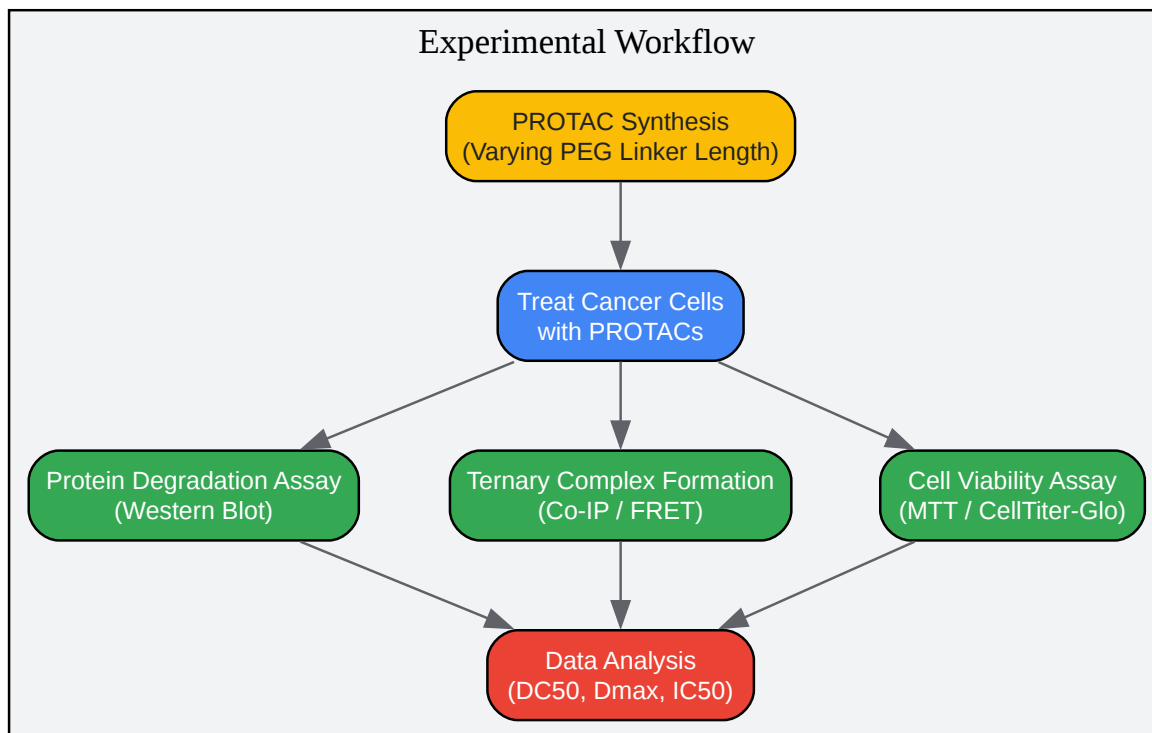 Experimental Workflow
PROTAC Synthesis
(Varying PEG Linker Length)
Treat Cancer Cells
with PROTACs
Protein Degradation Assay
(Western Blot)
Ternary Complex Formation
(Co-IP / FRET)
Cell Viability Assay
(MTT / CellTiter-Glo)
Data Analysis
(DC50, Dmax, IC50)